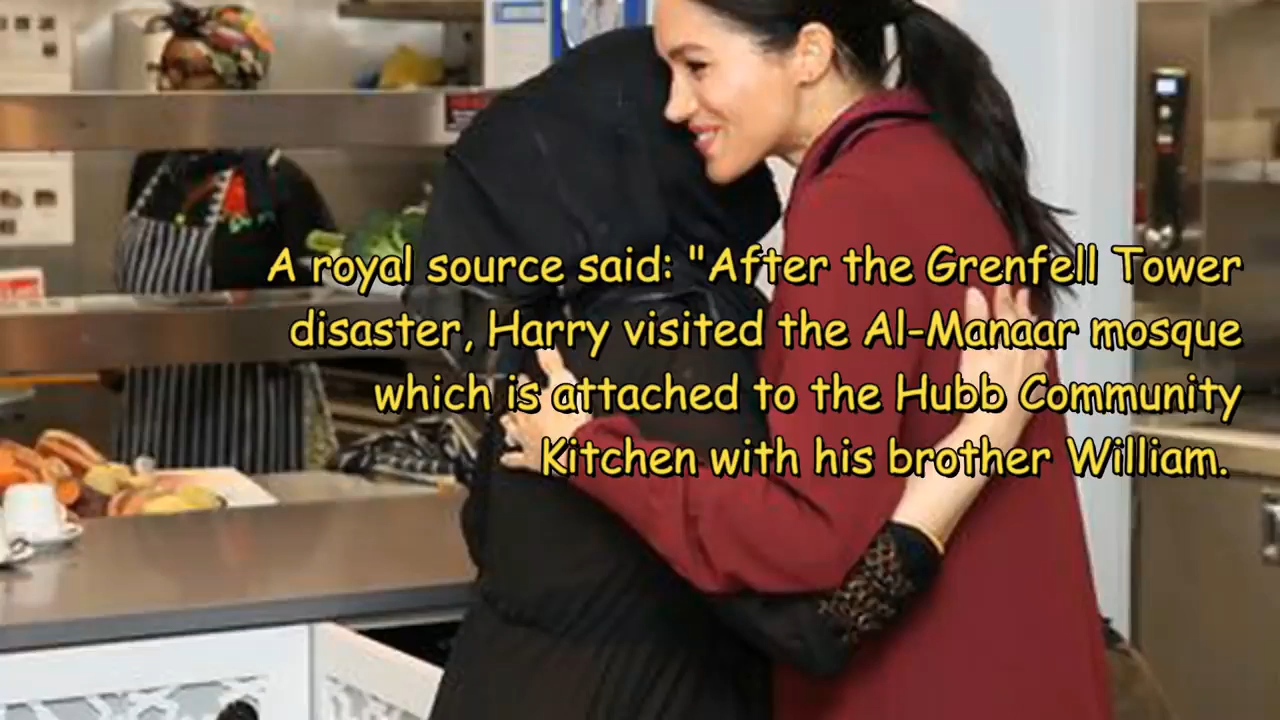 A royal source said: "After the Grenfell Tower
disaster, Harry visited the Al-Manaar mosque
which is attached to the Hubb Community
Kitchen with his brother William.